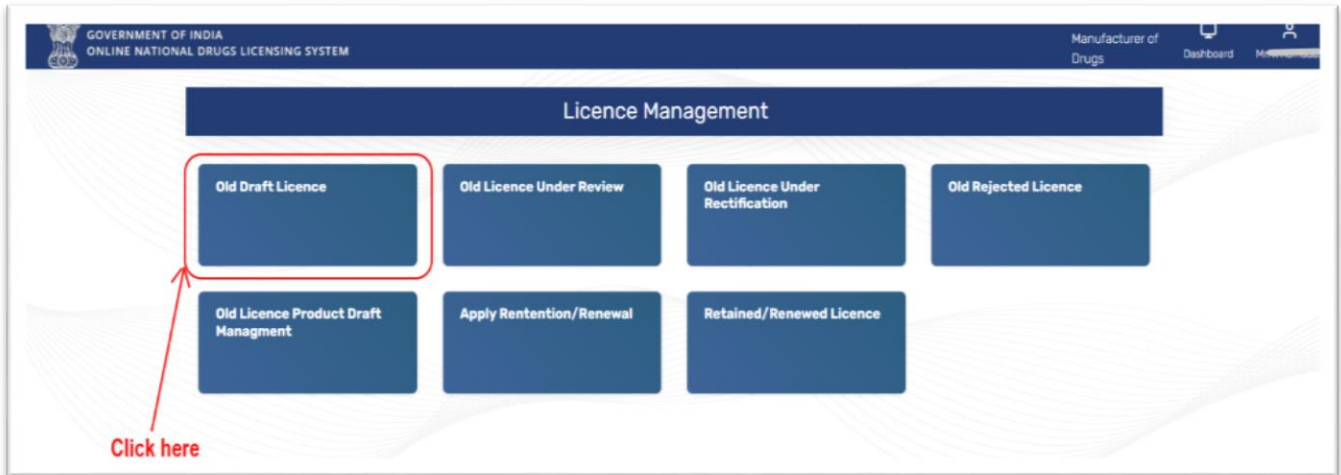 GOVERNMENT OF INDIA
ONLINE NATIONAL DRUGS LICENSING SYSTEM
Manufacturer of
Drugs
Dashboard
Licence Management
Old Draft Licence
Old Licence Under Review
Old Licence Under
Rectification
Old Rejected Licence
Old Licence Product Draft
Managment
Apply Rentention/Renewal
Retained/Renewed Licence
Click here